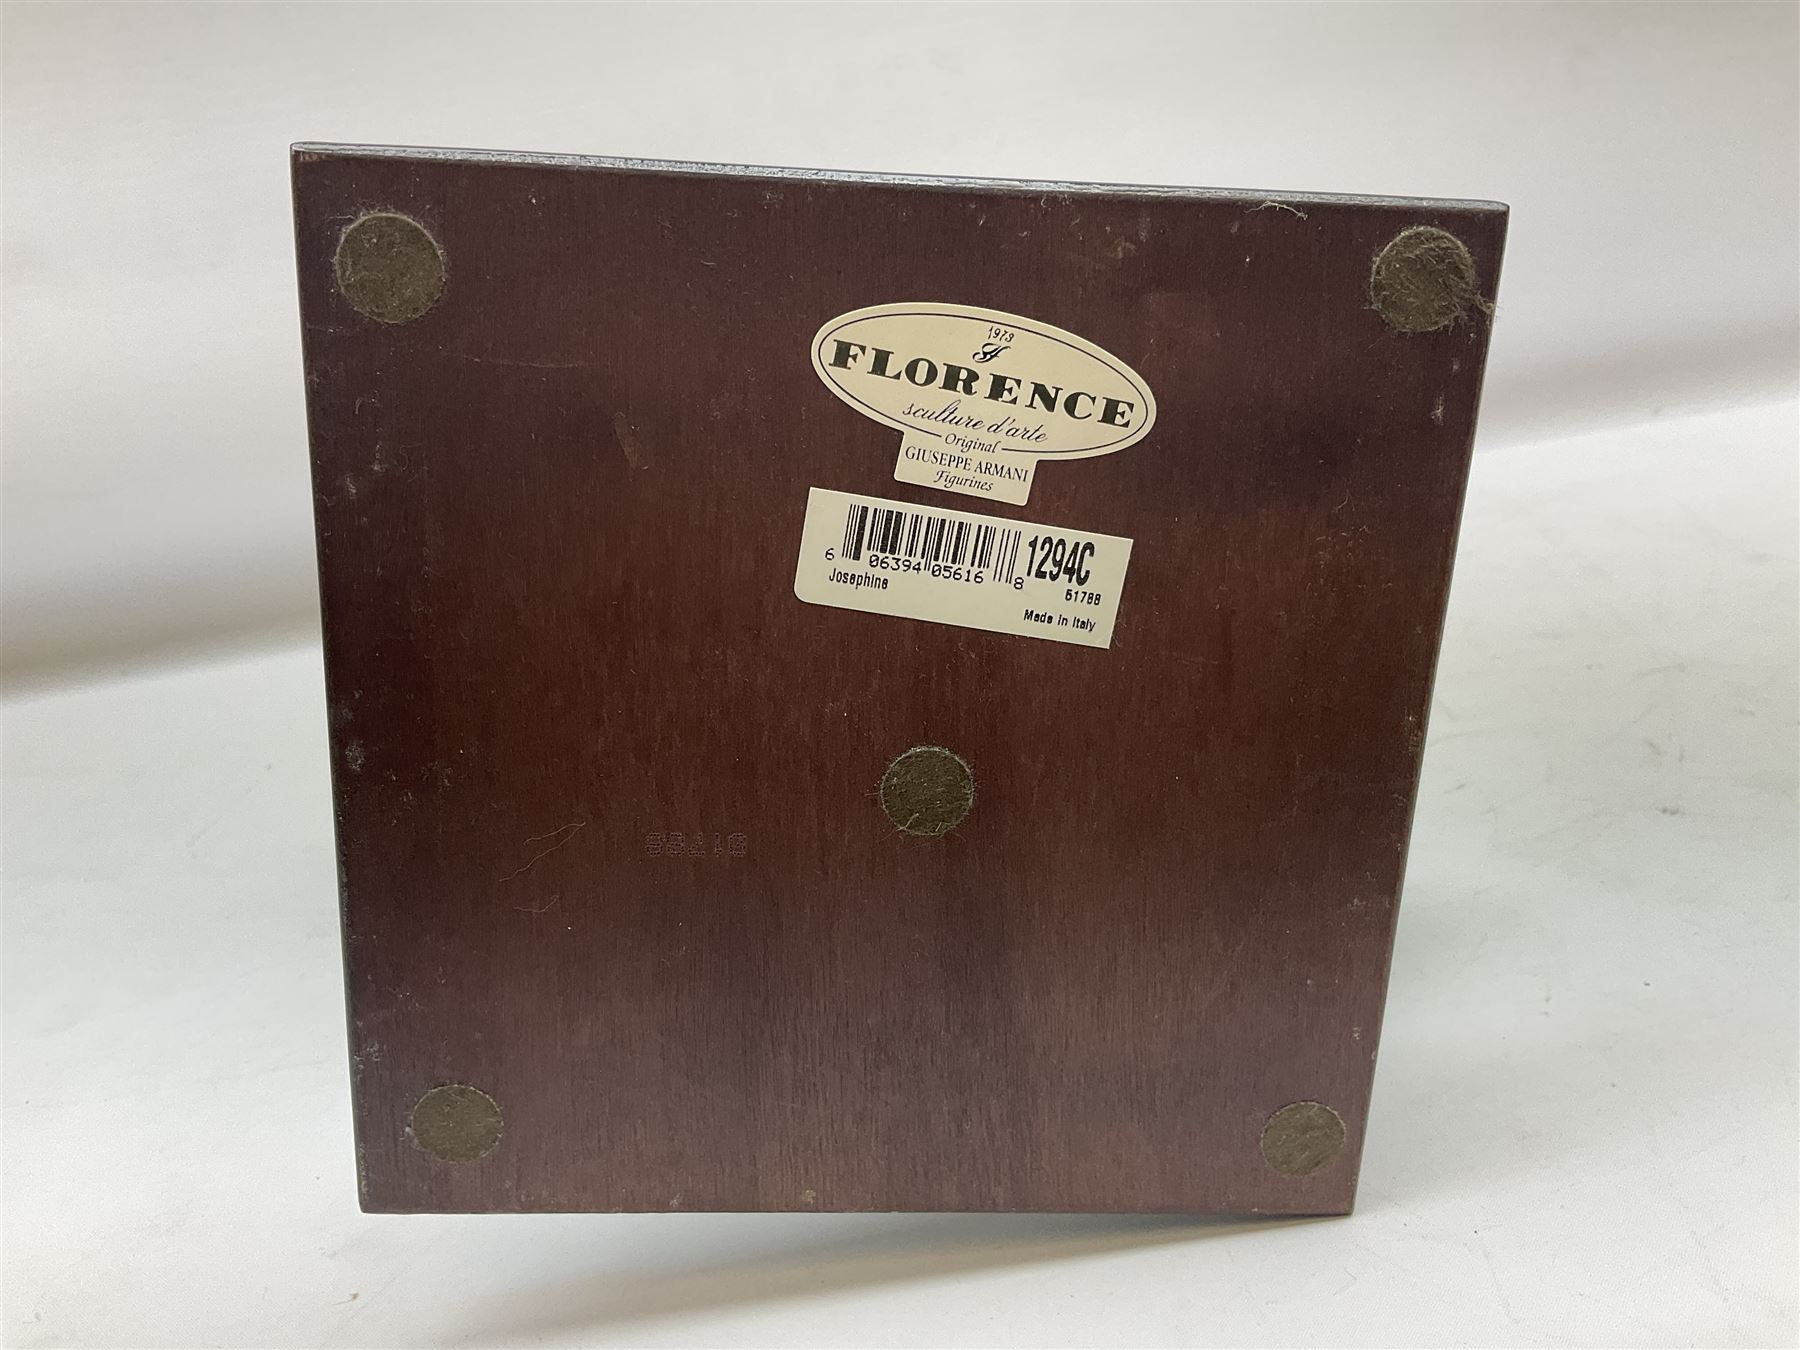 1973
FLORENCE
sculture d'arte
Original
GIUSEPPE ARMANI
Figurines
6 06394 05616 8
1294C
Josephine
51788
Made in Italy